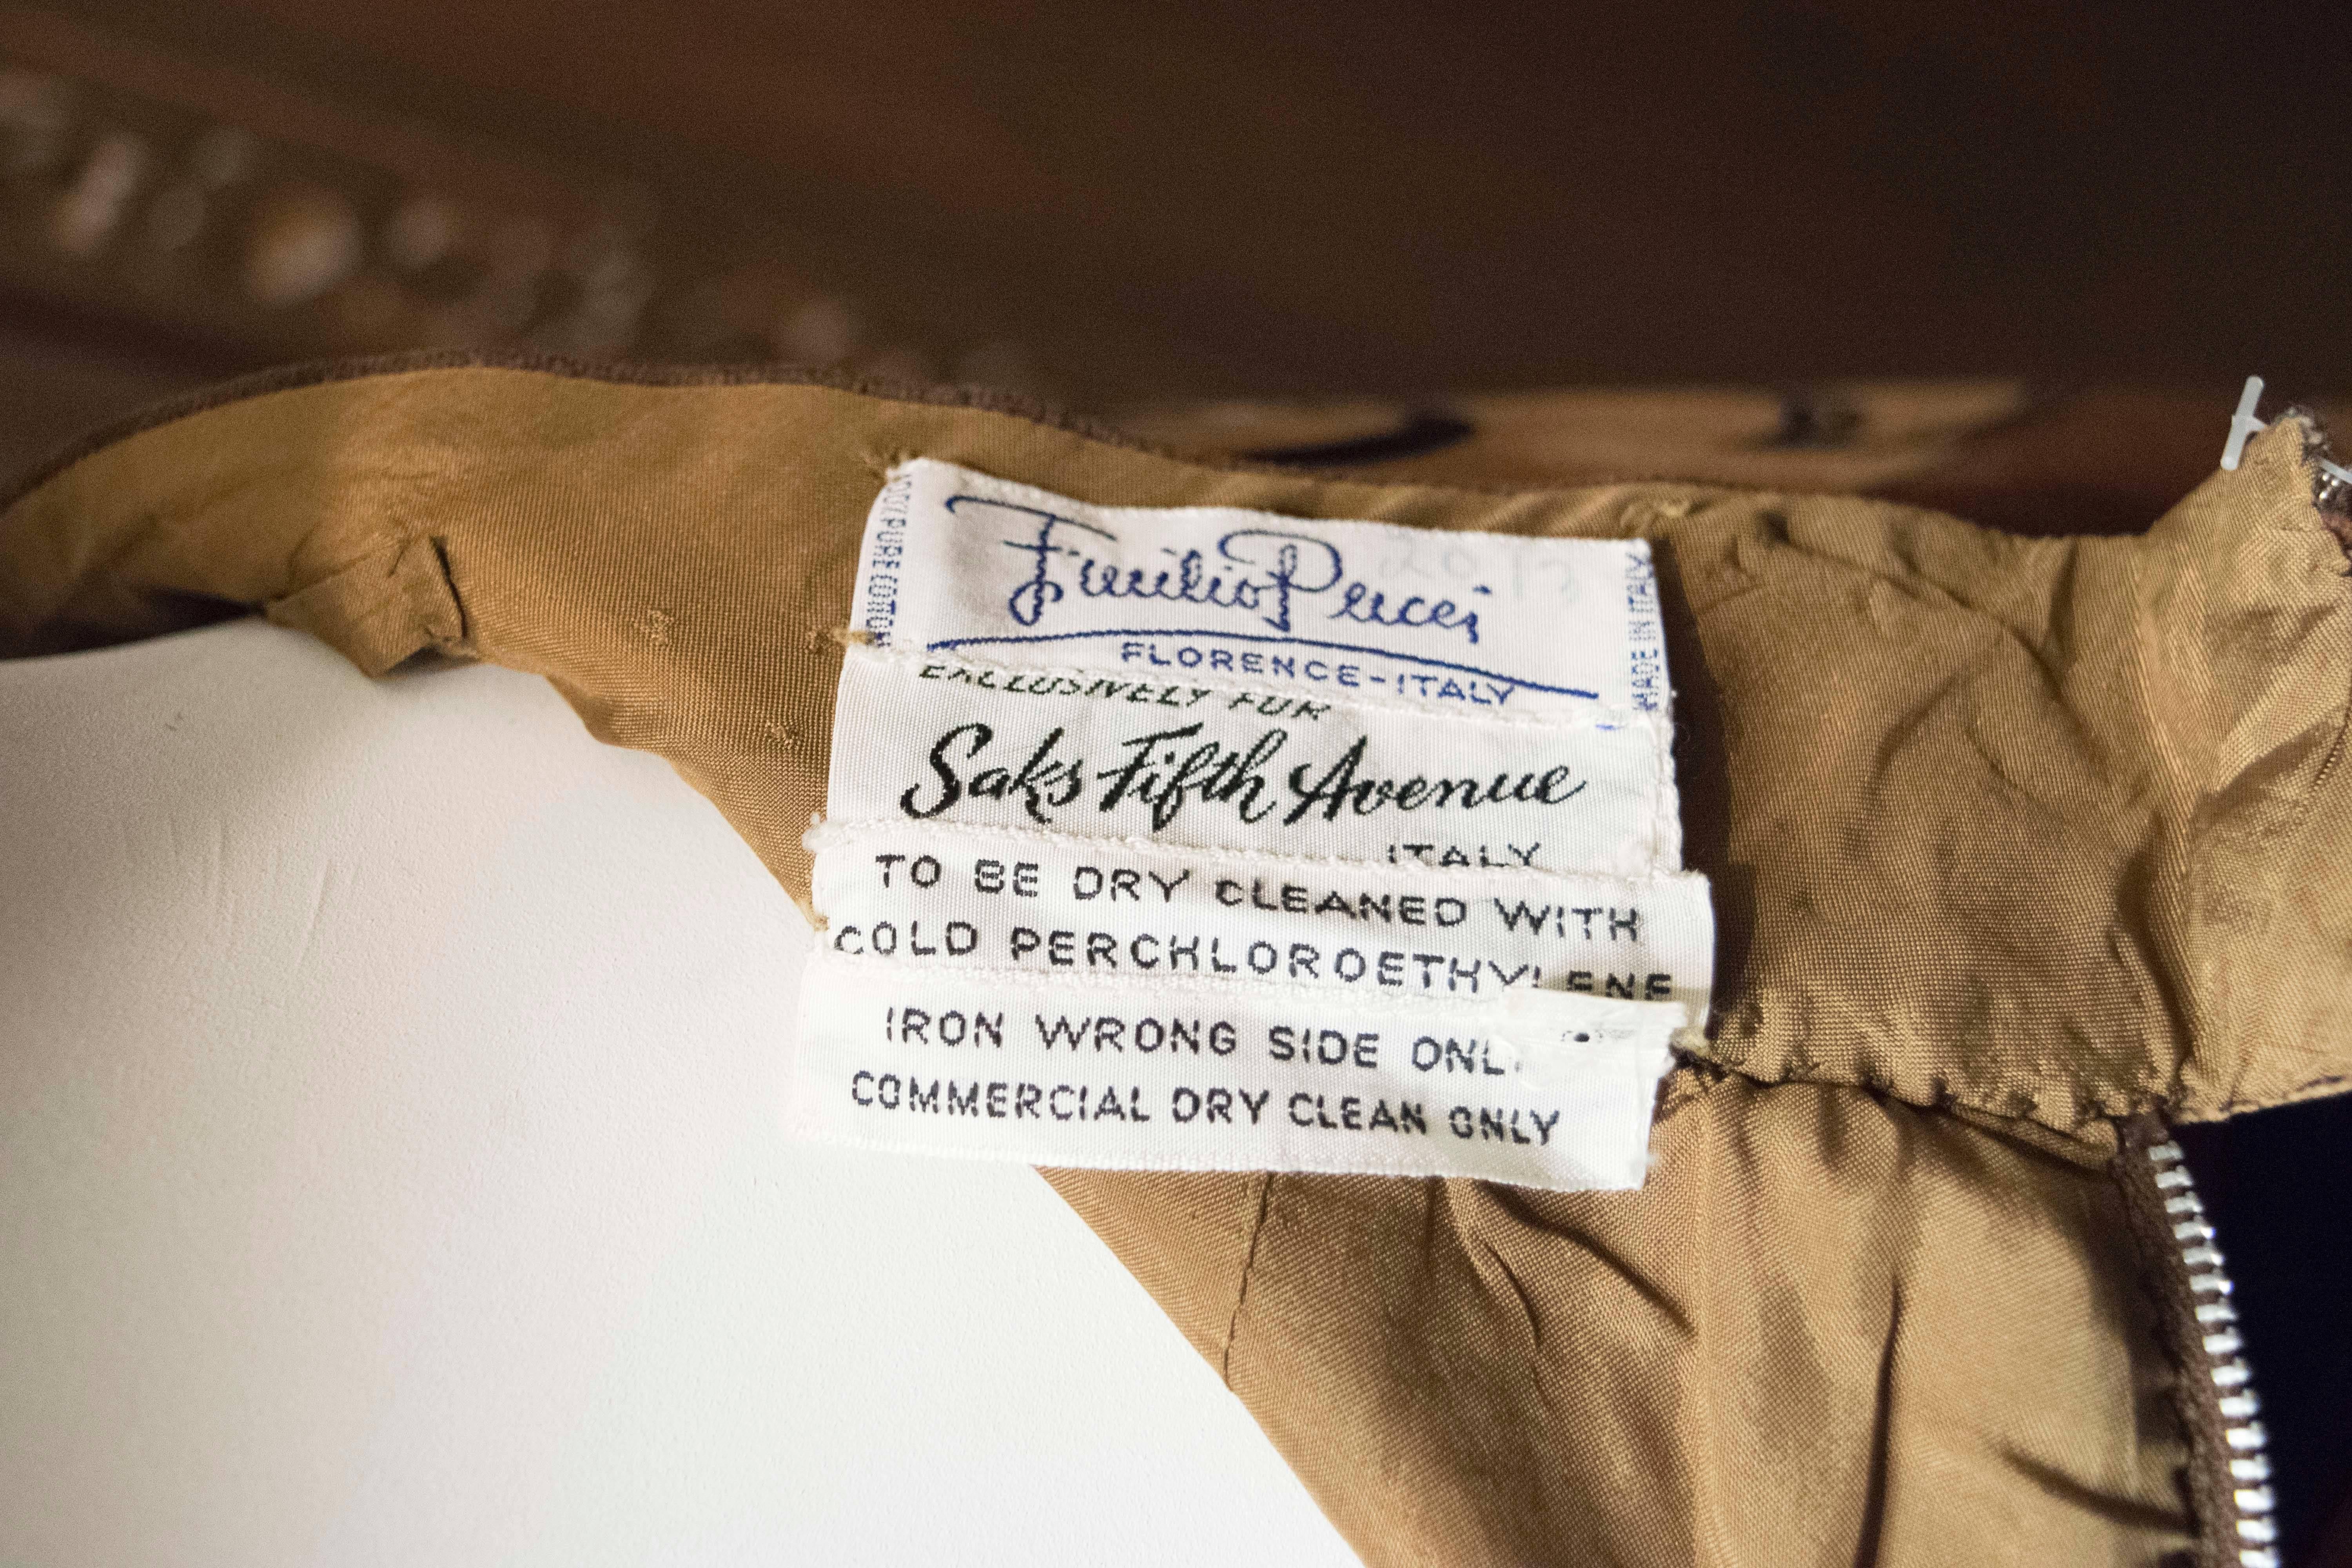 Emilio Pucci
FLORENCE-ITALY
100% PURE COTTON
MADE IN ITALY
EXCLUSIVELY FOR
Saks Fifth Avenue
ITALY
TO BE DRY CLEANED WITH
COLD PERCHLOROETHYLENE
IRON WRONG SIDE ONLY
COMMERCIAL DRY CLEAN ONLY